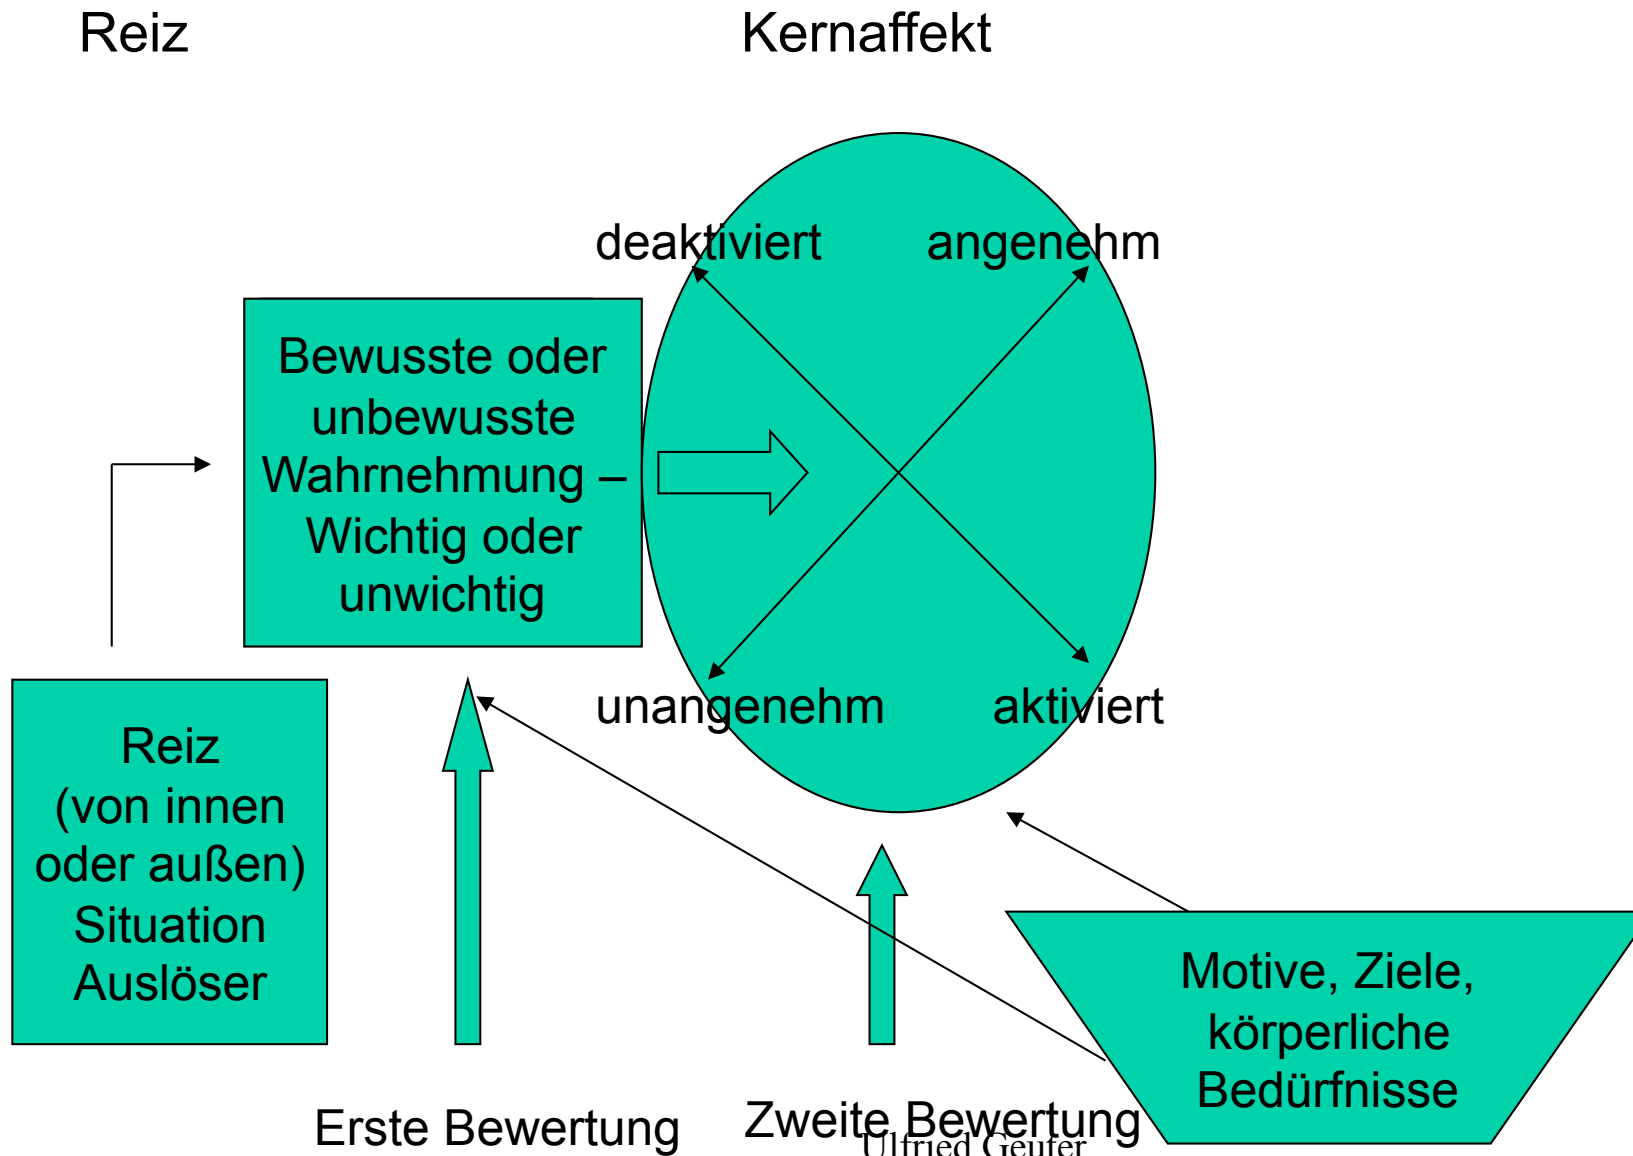 Reiz
Kernaffekt
deaktiviert
angenehm
Bewusste oder
unbewusste
Wahrnehmung –
Wichtig oder
unwichtig
unangenehm
aktiviert
Reiz
(von innen
oder außen)
Situation
Auslöser
Motive, Ziele,
körperliche
Bedürfnisse
Erste Bewertung
Zweite Bewertung
Ulfried Geuter